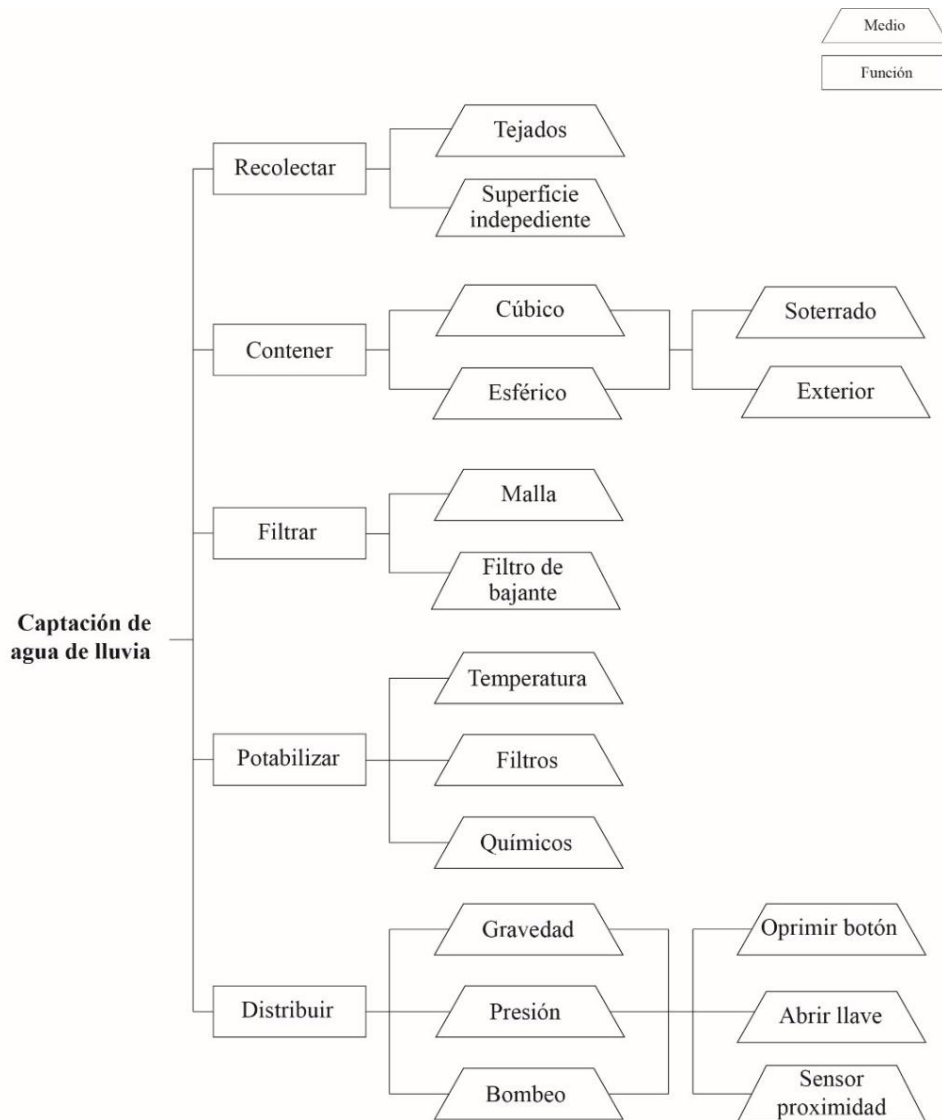 Medio
Función
Recolectar
Tejados
Superficie
indepediente
Contener
Cúbico
Esférico
Soterrado
Exterior
Filtrar
Malla
Filtro de
bajante
Captación de
agua de lluvia
Potabilizar
Temperatura
Filtros
Químicos
Distribuir
Gravedad
Presión
Bombeo
Oprimir botón
Abrir llave
Sensor
proximidad